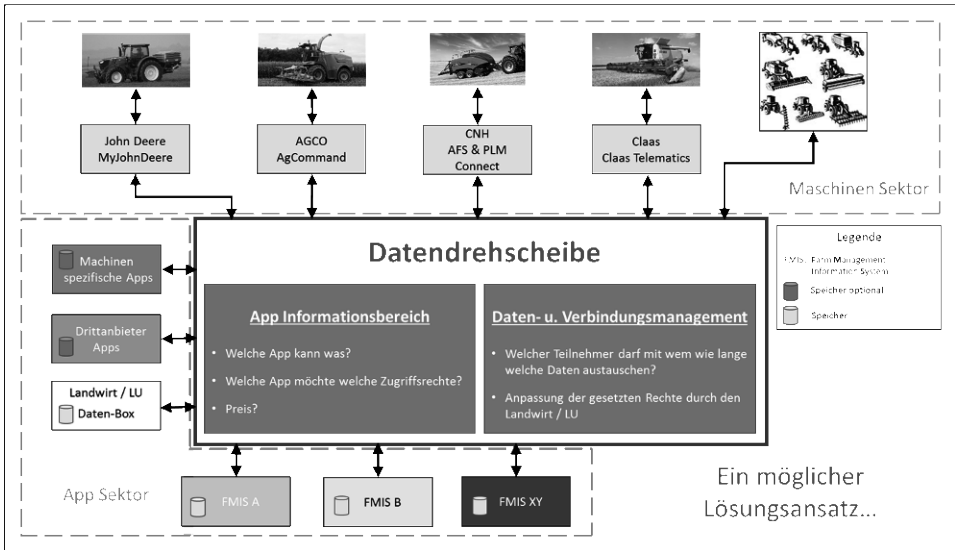 John Deere
MyJohnDeere
AGCO
AgCommand
CNH
AFS & PLM
Connect
Claas
Claas Telematics
Maschinen Sektor
Datendrehscheibe
App Informationsbereich
• Welche App kann was?
• Welche App möchte welche Zugriffsrechte?
• Preis?
Daten- u. Verbindungsmanagement
• Welcher Teilnehmer darf mit wem wie lange
welche Daten austauschen?
• Anpassung der gesetzten Rechte durch den
Landwirt / LU
Machinen
spezifische Apps
Drittanbieter
Apps
Landwirt / LU
Daten-Box
App Sektor
FMIS A
FMIS B
FMIS XY
Legende
FMIS: Farm Management
Information System
Speicher optional
Speicher
Ein möglicher
Lösungsansatz...